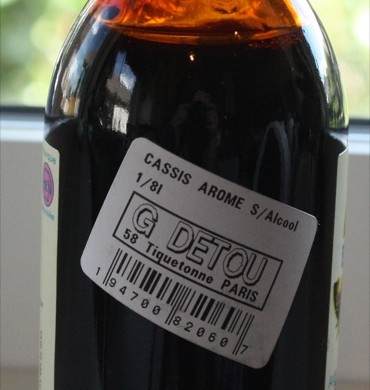 CASSIS AROME S/Alcool
1/8l
G DETOU
58 Tiquetonne PARIS
1 94700 82060 7